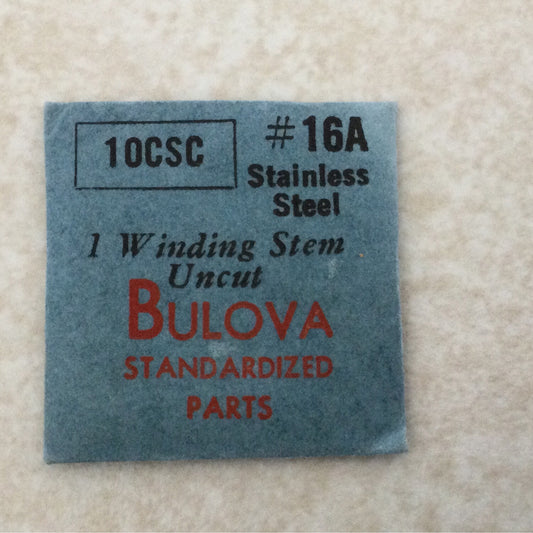 10CSC
#16A
Stainless
Steel
1 Winding Stem
Uncut
BULOVA
STANDARDIZED
PARTS